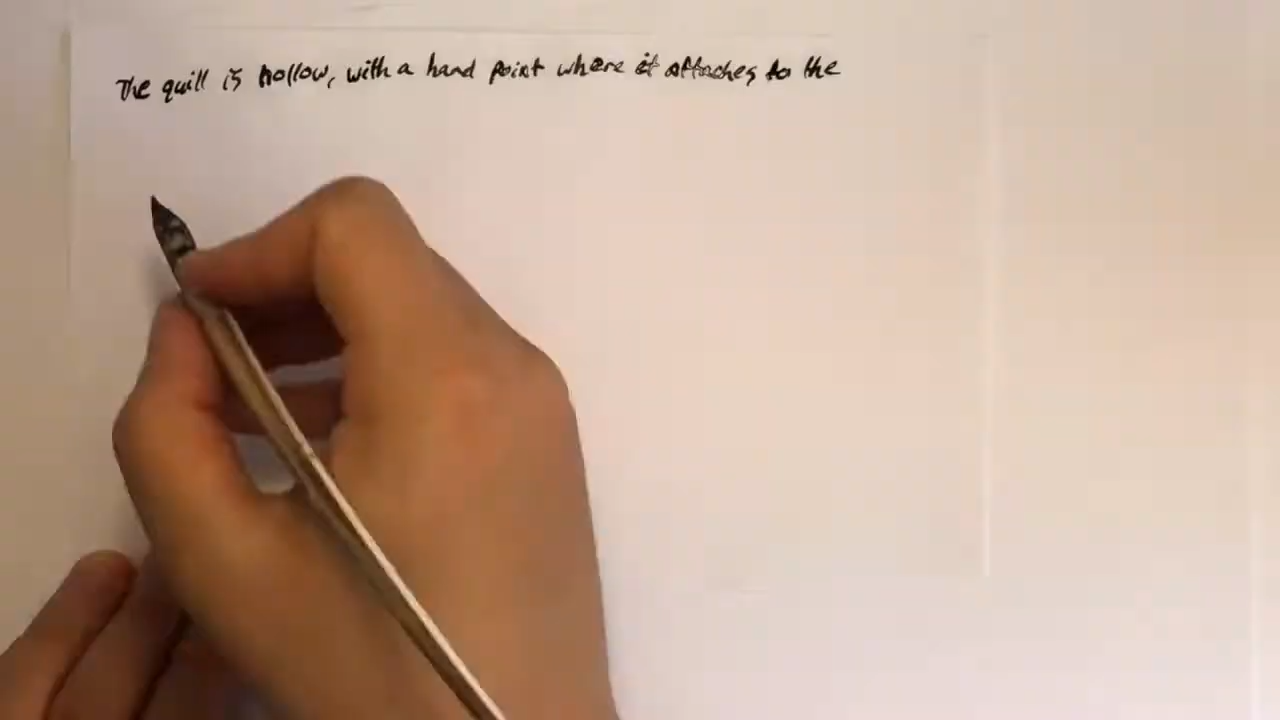 The quill is hollow, with a hard point where it attaches to the